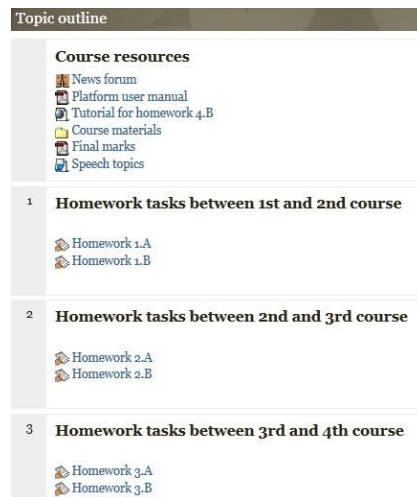 Topic outline
Course resources
News forum
Platform user manual
Tutorial for homework 4.B
Course materials
Final marks
Speech topics
1 Homework tasks between 1st and 2nd course
Homework 1.A
Homework 1.B
2 Homework tasks between 2nd and 3rd course
Homework 2.A
Homework 2.B
3 Homework tasks between 3rd and 4th course
Homework 3.A
Homework 3.B